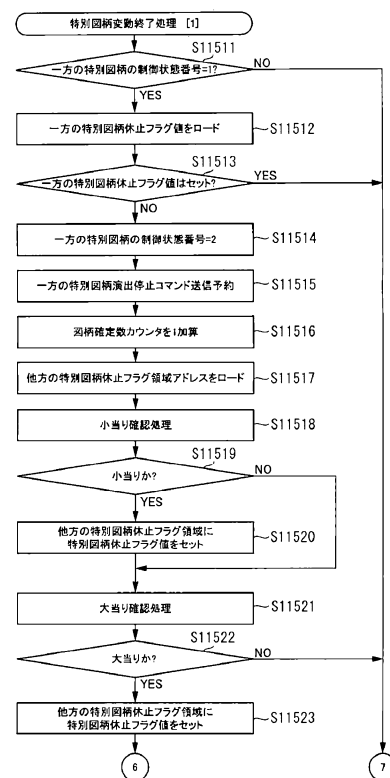 特別図柄変動終了処理 [1]
S11511
一方の特別図柄の制御状態番号=1?
NO
YES
一方の特別図柄休止フラグ値をロード
S11512
S11513
一方の特別図柄休止フラグ値はセット?
YES
NO
一方の特別図柄の制御状態番号=2
S11514
一方の特別図柄演出停止コマンド送信予約
S11515
図柄確定数カウンタを1加算
S11516
他方の特別図柄休止フラグ領域アドレスをロード
S11517
小当り確認処理
S11518
S11519
小当りか?
NO
YES
他方の特別図柄休止フラグ領域に
特別図柄休止フラグ値をセット
S11520
大当り確認処理
S11521
S11522
大当りか?
NO
YES
他方の特別図柄休止フラグ領域に
特別図柄休止フラグ値をセット
S11523
6
7